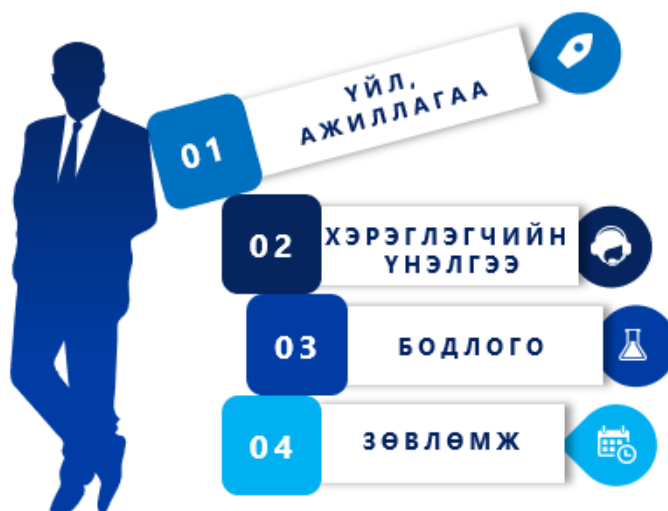 01
ҮЙЛ,
АЖИЛЛАГАА
02
ХЭРЭГЛЭГЧИЙН
ҮНЭЛГЭЭ
03
БОДЛОГО
04
ЗӨВЛӨМЖ